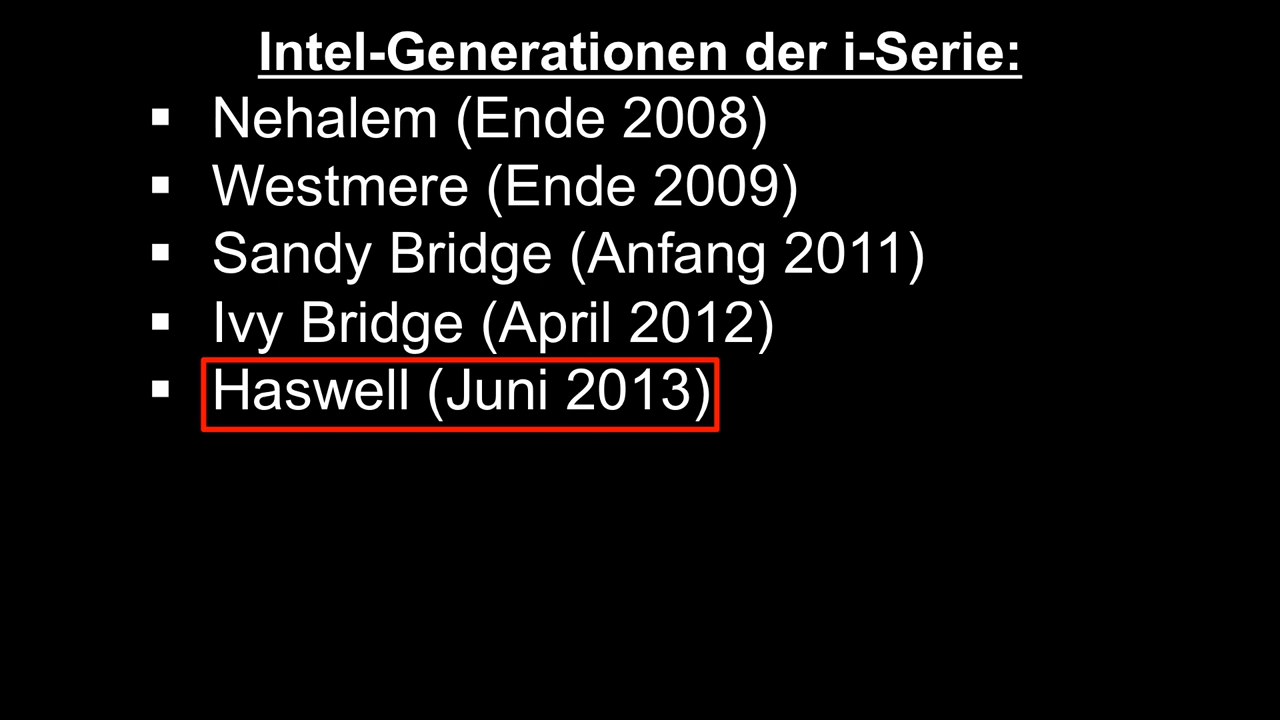 Intel-Generationen der i-Serie:
▪ Nehalem (Ende 2008)
▪ Westmere (Ende 2009)
▪ Sandy Bridge (Anfang 2011)
▪ Ivy Bridge (April 2012)
▪ Haswell (Juni 2013)